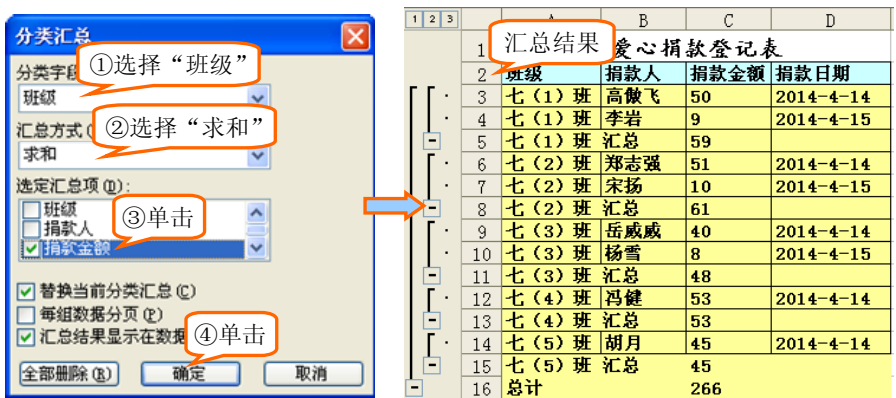 分类汇总
分类字段
①选择“班级”
班级
汇总方式(
②选择“求和”
求和
选定汇总项(D):
班级
捐款人
捐款金额
③单击
替换当前分类汇总(C)
每组数据分页(P)
汇总结果显示在数据
④单击
全部删除(R) 确定 取消
1 2 3
A B C D
汇总结果
1 爱心捐款登记表
2 班级 捐款人 捐款金额 捐款日期
3 七(1)班 高傲飞 50 2014-4-14
4 七(1)班 李岩 9 2014-4-15
5 七(1)班 汇总 59
6 七(2)班 郑志强 51 2014-4-14
7 七(2)班 宋扬 10 2014-4-15
8 七(2)班 汇总 61
9 七(3)班 岳威威 40 2014-4-14
10 七(3)班 杨雪 8 2014-4-15
11 七(3)班 汇总 48
12 七(4)班 冯健 53 2014-4-14
13 七(4)班 汇总 53
14 七(5)班 胡月 45 2014-4-14
15 七(5)班 汇总 45
16 总计 266